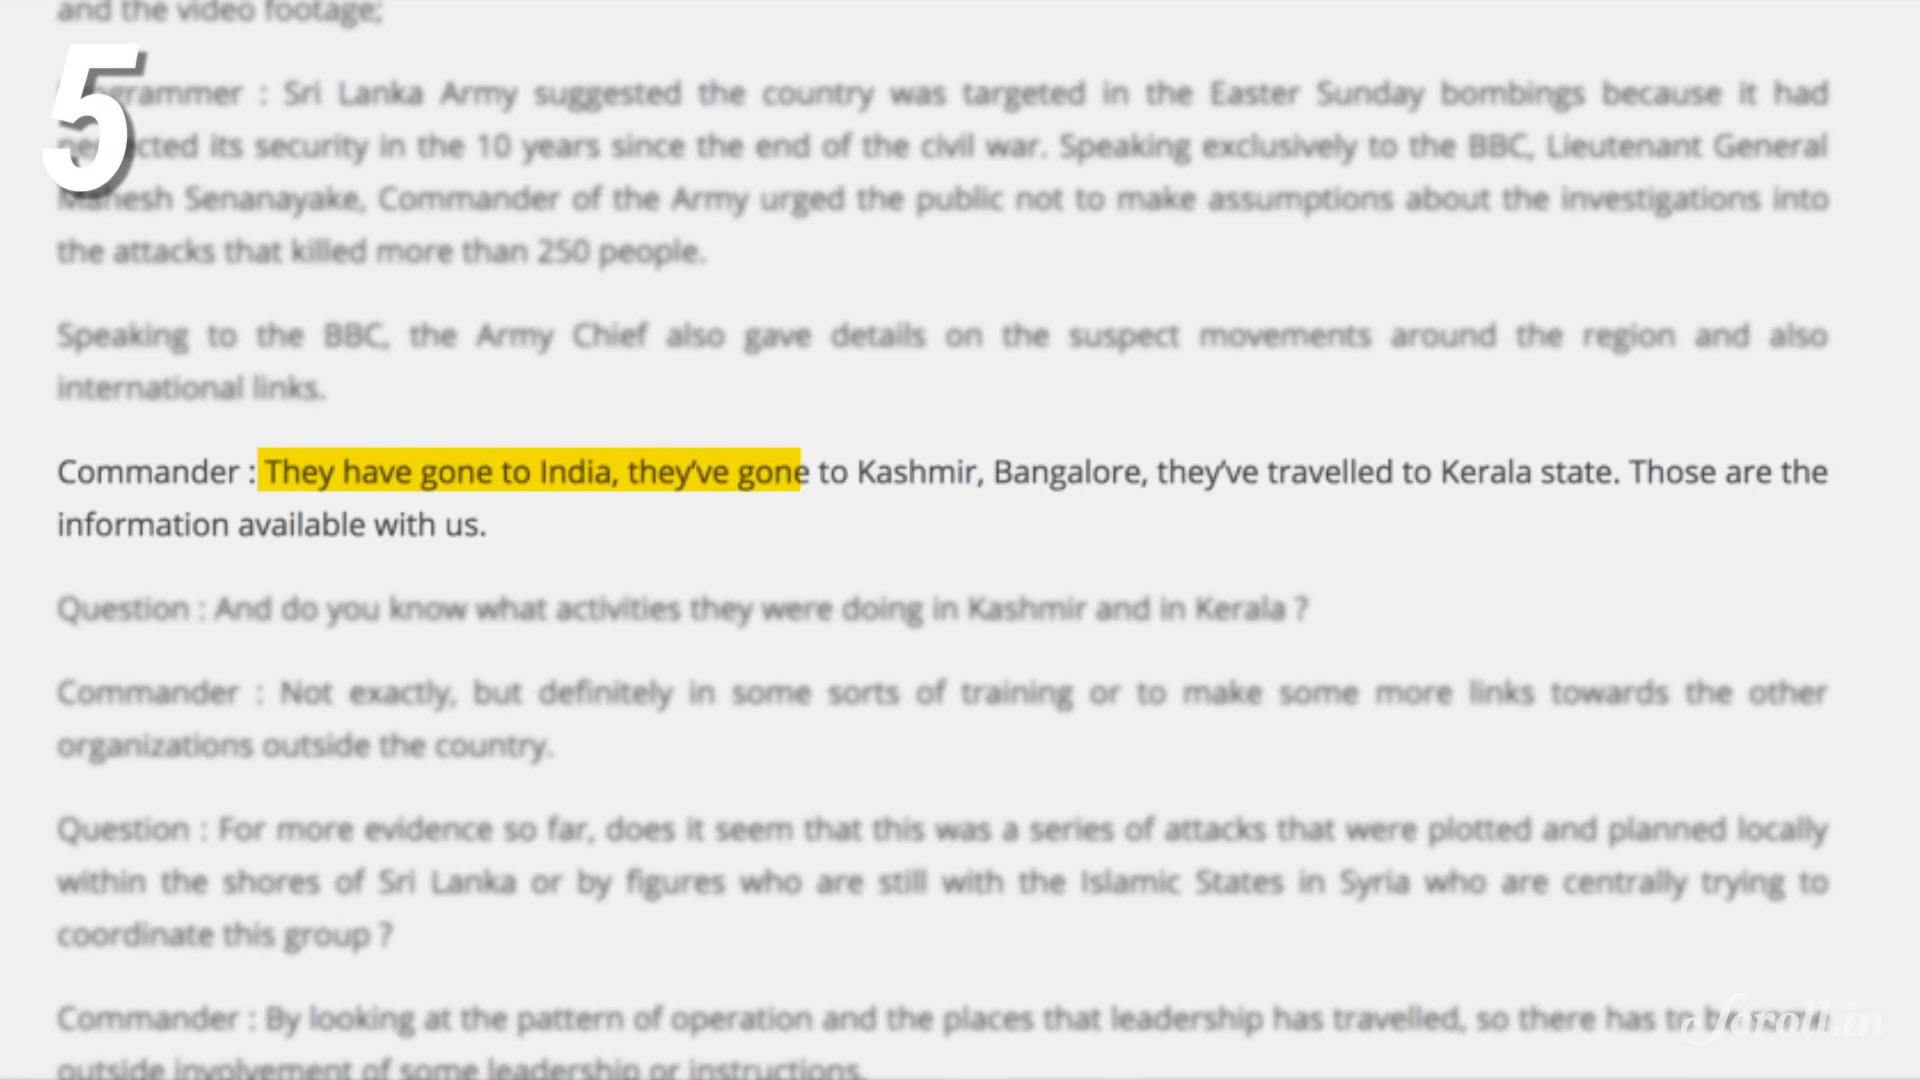 and the video footage;
5
grammer : Sri Lanka Army suggested the country was targeted in the Easter Sunday bombings because it had
cted its security in the 10 years since the end of the civil war. Speaking exclusively to the BBC, Lieutenant General
Mahesh Senanayake, Commander of the Army urged the public not to make assumptions about the investigations into
the attacks that killed more than 250 people.
Speaking to the BBC, the Army Chief also gave details on the suspect movements around the region and also
international links.
Commander : They have gone to India, they've gone to Kashmir, Bangalore, they've travelled to Kerala state. Those are the
information available with us.
Question : And do you know what activities they were doing in Kashmir and in Kerala ?
Commander : Not exactly, but definitely in some sorts of training or to make some more links towards the other
organizations outside the country.
Question : For more evidence so far, does it seem that this was a series of attacks that were plotted and planned locally
within the shores of Sri Lanka or by figures who are still with the Islamic States in Syria who are centrally trying to
coordinate this group ?
Commander : By looking at the pattern of operation and the places that leadership has travelled, so there has to
Scroll.in
outside involvement of some leadership or instructions.